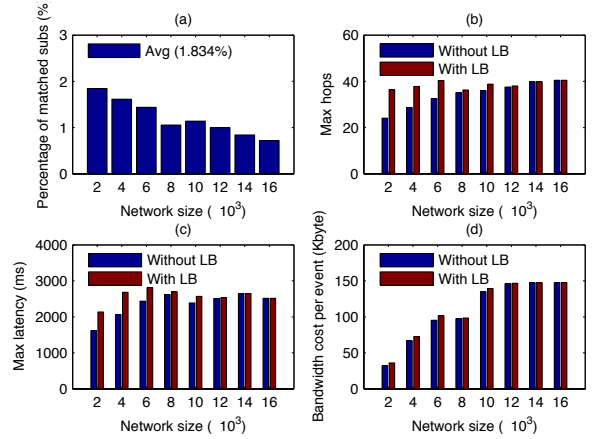 (a)
Percentage of matched subs (%
3
2
1
0
Avg (1.834%)
2 4 6 8 10 12 14 16
Network size ( 10³)
(b)
Max hops
60
40
20
0
Without LB
With LB
2 4 6 8 10 12 14 16
Network size ( 10³)
(c)
Max latency (ms)
4000
3000
2000
1000
0
Without LB
With LB
2 4 6 8 10 12 14 16
Network size ( 10³)
(d)
Bandwidth cost per event (Kbyte)
200
150
100
50
0
Without LB
With LB
2 4 6 8 10 12 14 16
Network size ( 10³)